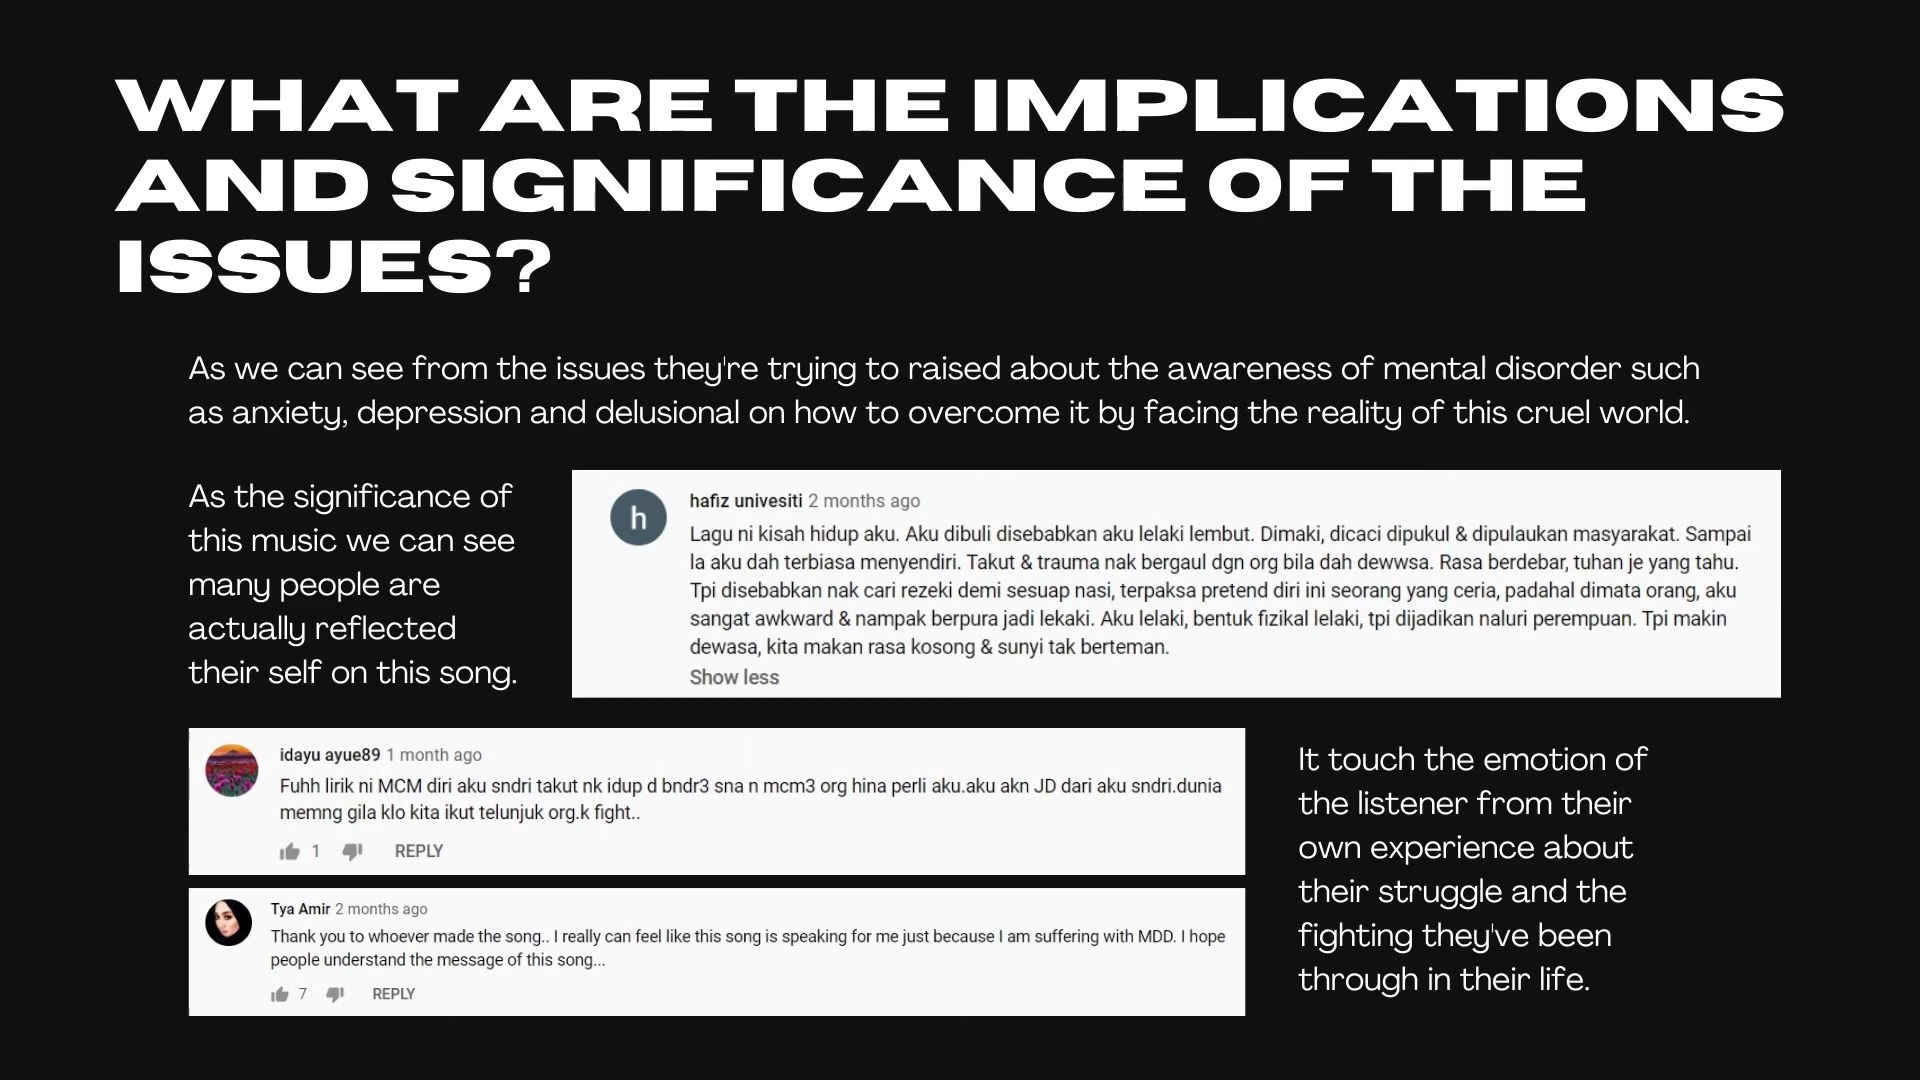 WHAT ARE THE IMPLICATIONS
AND SIGNIFICANCE OF THE
ISSUES?
As we can see from the issues they're trying to raised about the awareness of mental disorder such
as anxiety, depression and delusional on how to overcome it by facing the reality of this cruel world.
As the significance of
this music we can see
many people are
actually reflected
their self on this song.
h
hafiz univesiti 2 months ago
Lagu ni kisah hidup aku. Aku dibuli disebabkan aku lelaki lembut. Dimaki, dicaci dipukul & dipulaukan masyarakat. Sampai
la aku dah terbiasa menyendiri. Takut & trauma nak bergaul dgn org bila dah dewwsa. Rasa berdebar, tuhan je yang tahu.
Tpi disebabkan nak cari rezeki demi sesuap nasi, terpaksa pretend diri ini seorang yang ceria, padahal dimata orang, aku
sangat awkward & nampak berpura jadi lekaki. Aku lelaki, bentuk fizikal lelaki, tpi dijadikan naluri perempuan. Tpi makin
dewasa, kita makan rasa kosong & sunyi tak berteman.
Show less
idayu ayue89 1 month ago
Fuhh lirik ni MCM diri aku sndri takut nk idup d bndr3 sna n mcm3 org hina perli aku.aku akn JD dari aku sndri.dunia
memng gila klo kita ikut telunjuk org.k fight..
1 REPLY
Tya Amir 2 months ago
Thank you to whoever made the song.. I really can feel like this song is speaking for me just because I am suffering with MDD. I hope
people understand the message of this song...
7 REPLY
It touch the emotion of
the listener from their
own experience about
their struggle and the
fighting they've been
through in their life.